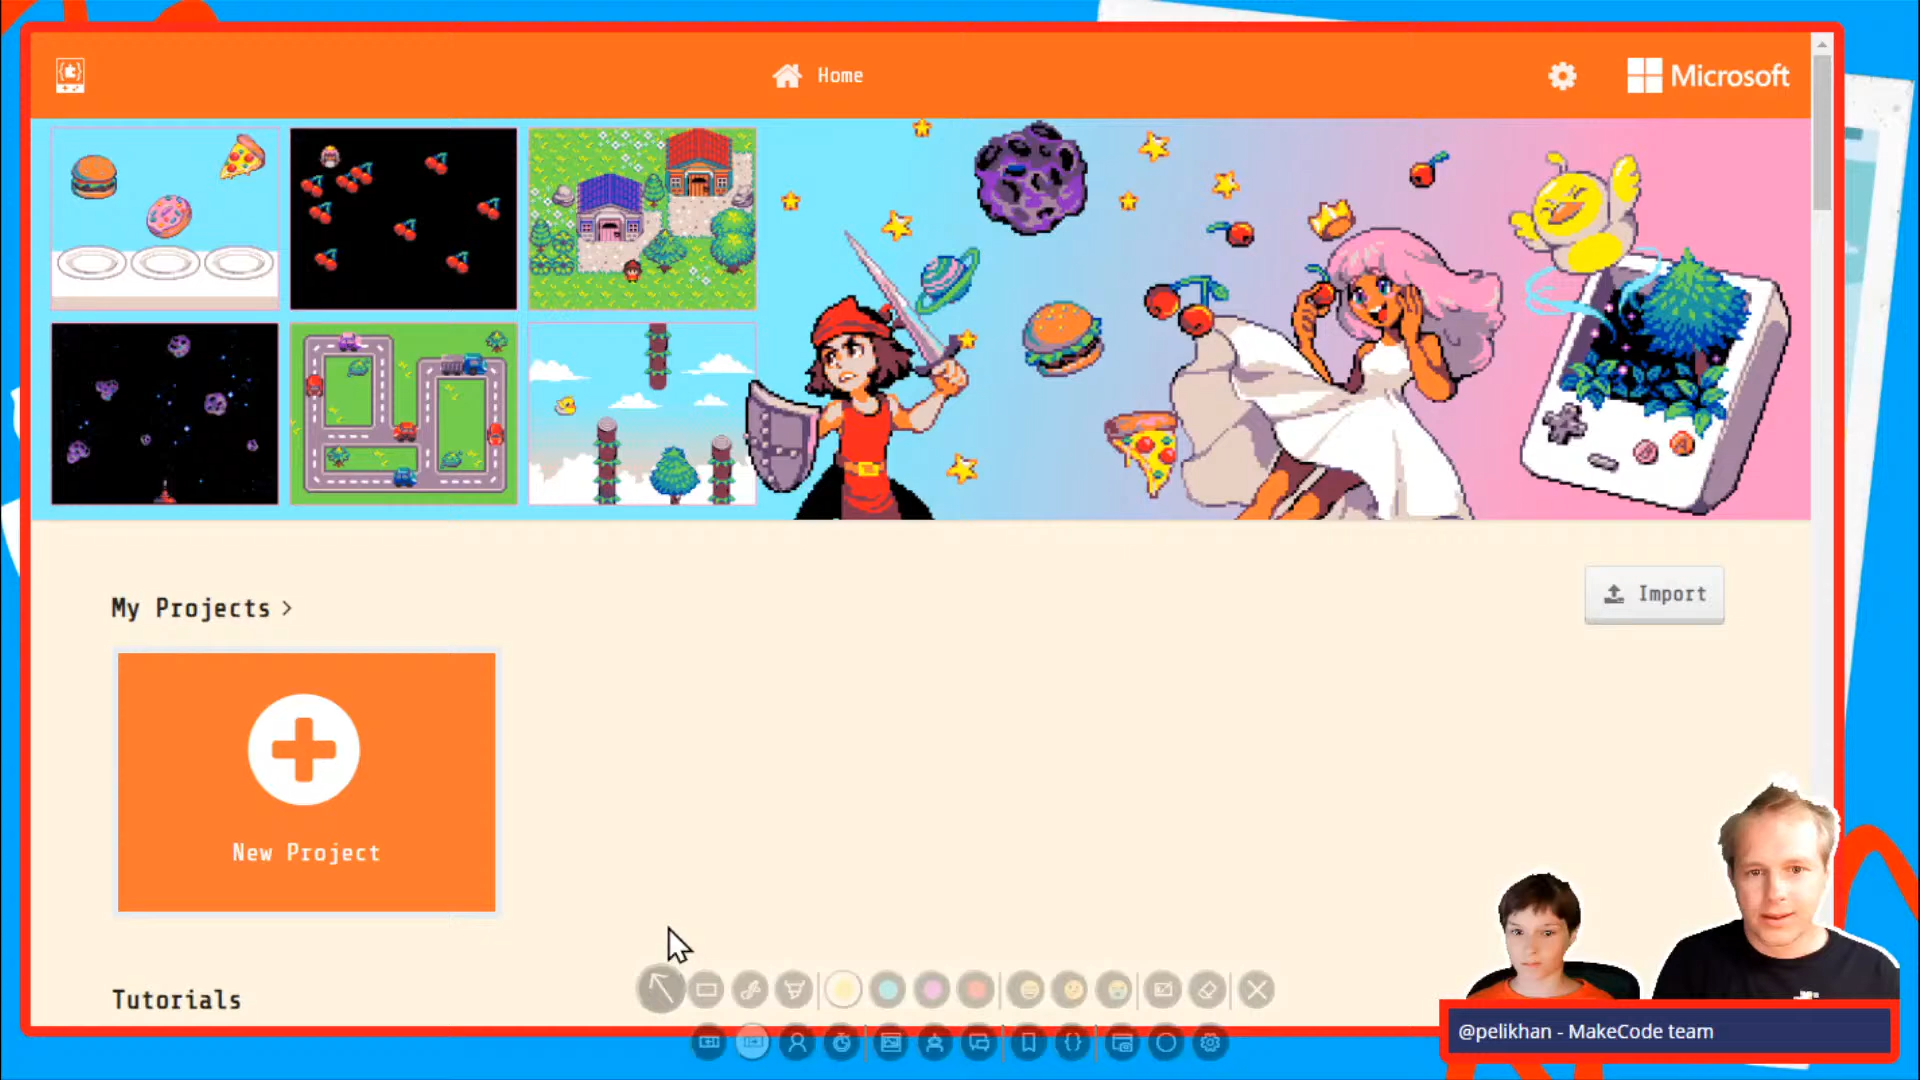 Home
Microsoft
My Projects >
Import
New Project
Tutorials
@pelikhan - MakeCode team